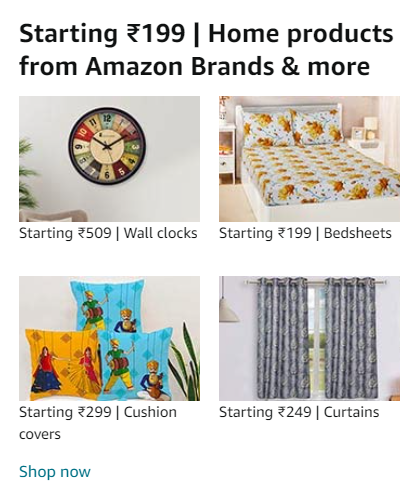 Starting ₹199 | Home products
from Amazon Brands & more
Starting ₹509 | Wall clocks
Starting ₹199 | Bedsheets
Starting ₹299 | Cushion
covers
Starting ₹249 | Curtains
Shop now